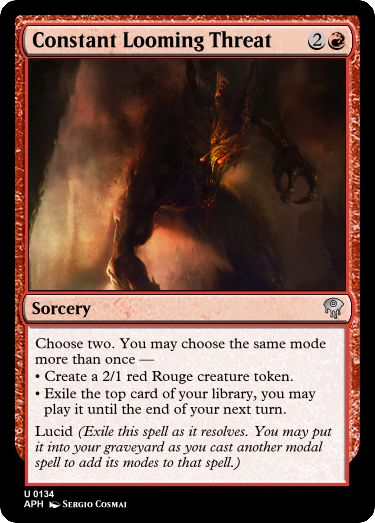 Constant Looming Threat 2
Sorcery
Choose two. You may choose the same mode
more than once —
• Create a 2/1 red Rouge creature token.
• Exile the top card of your library, you may
play it until the end of your next turn.
Lucid (Exile this spell as it resolves. You may put
it into your graveyard as you cast another modal
spell to add its modes to that spell.)
U 0134
APH Sergio Cosmai